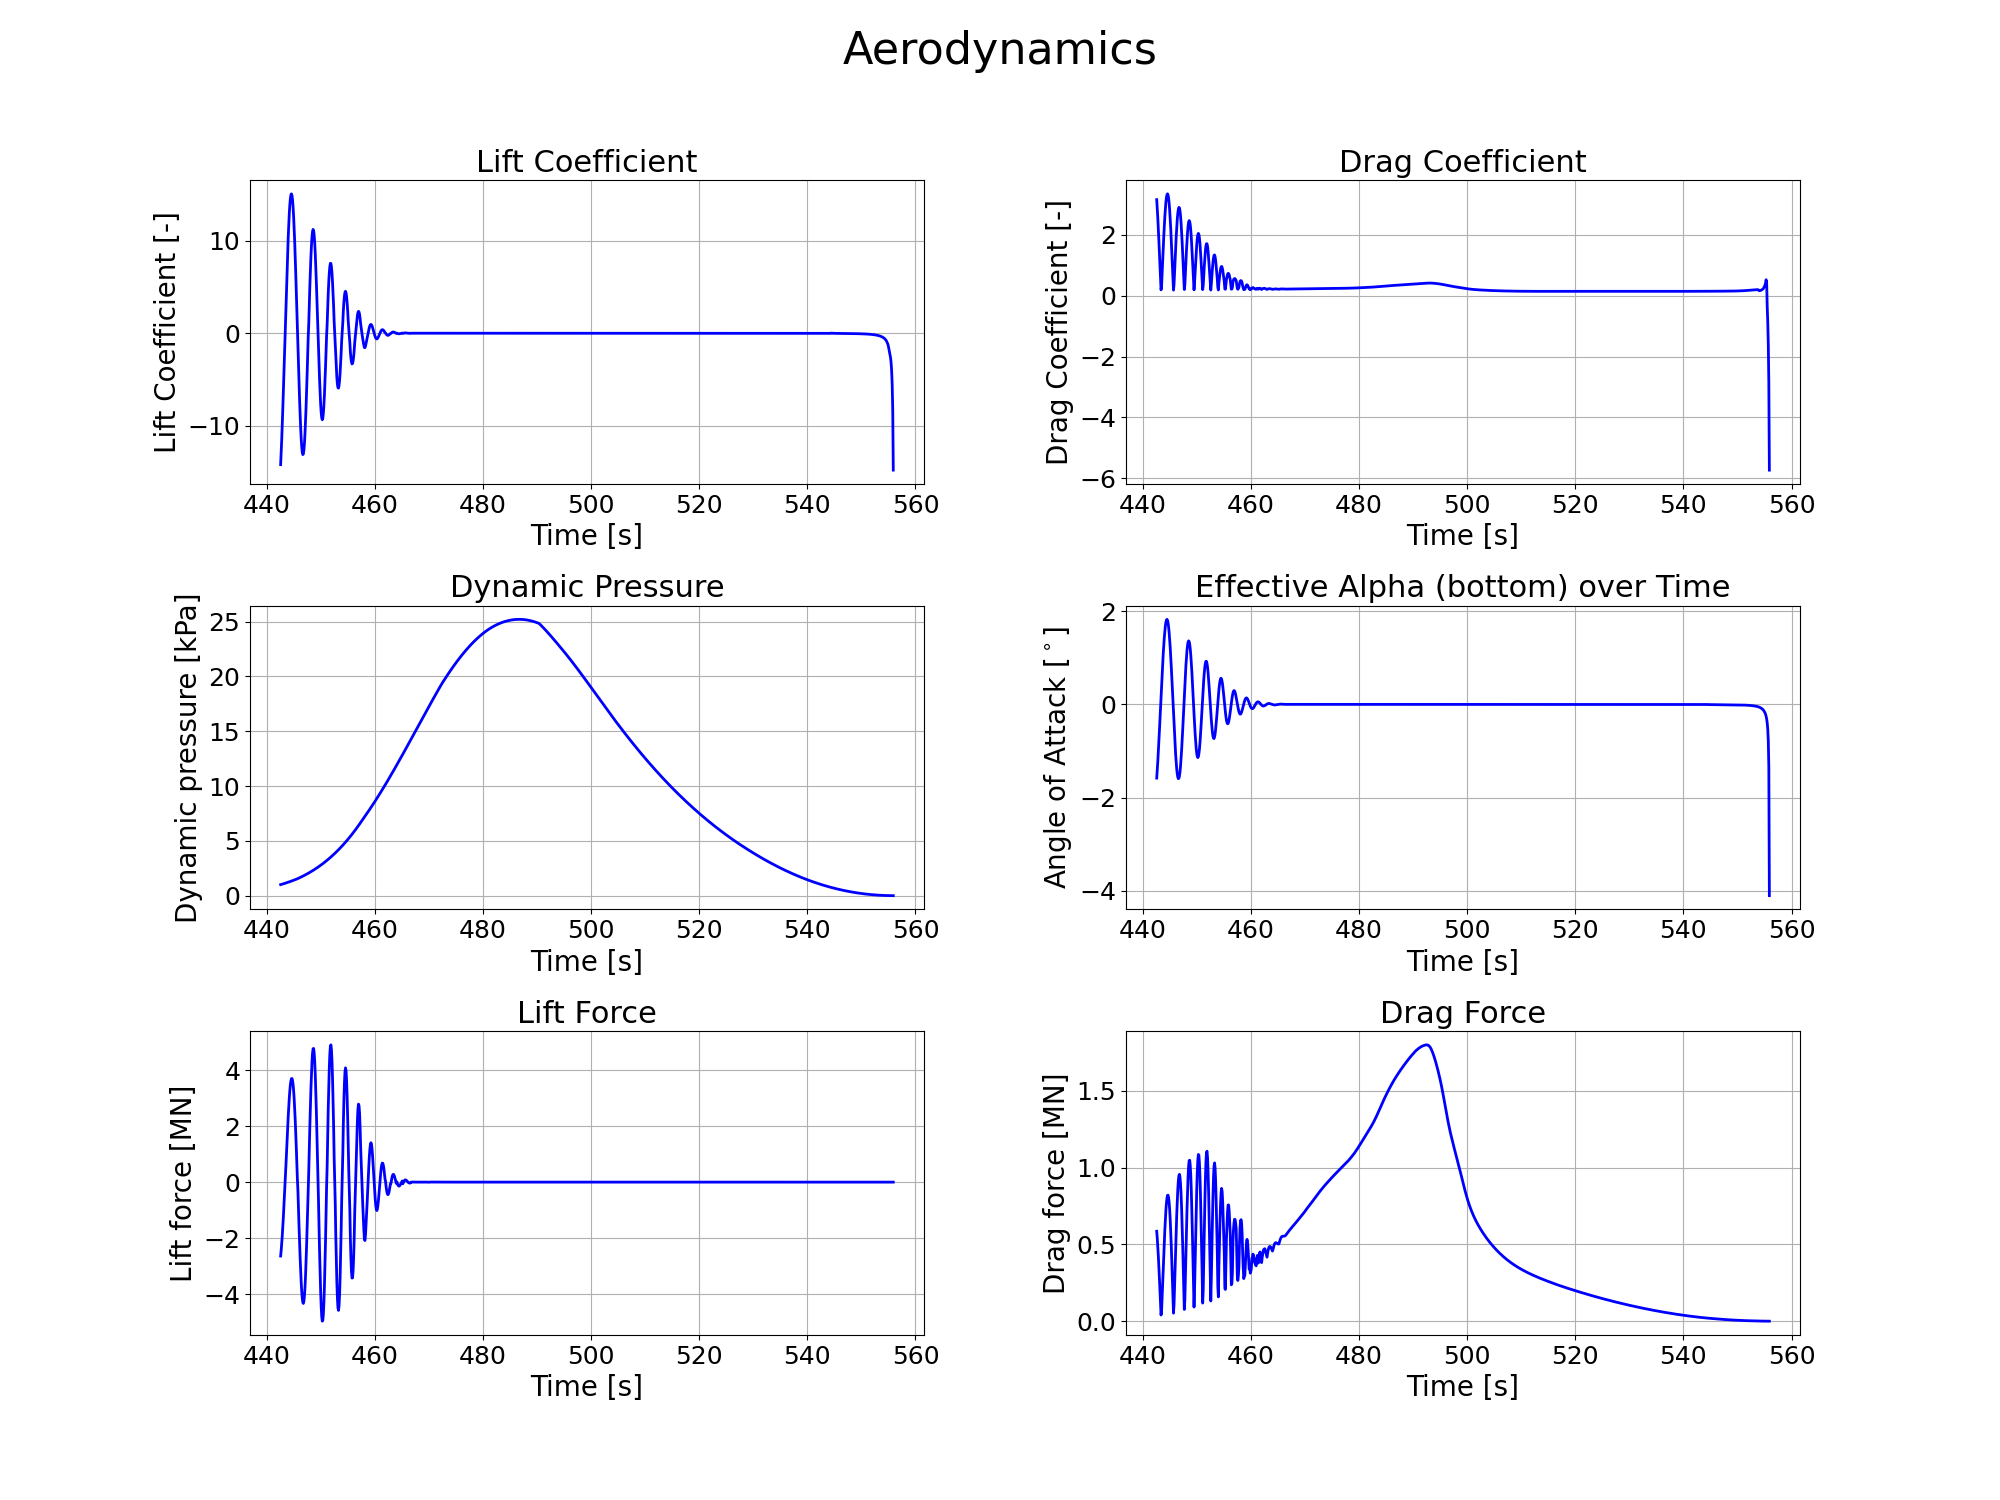 Aerodynamics
Lift Coefficient
Lift Coefficient [-]
10
0
−10
440 460 480 500 520 540 560
Time [s]
Drag Coefficient
Drag Coefficient [-]
2
0
−2
−4
−6
440 460 480 500 520 540 560
Time [s]
Dynamic Pressure
Dynamic pressure [kPa]
25
20
15
10
5
0
440 460 480 500 520 540 560
Time [s]
Effective Alpha (bottom) over Time
Angle of Attack [°]
2
0
−2
−4
440 460 480 500 520 540 560
Time [s]
Lift Force
Lift force [MN]
4
2
0
−2
−4
440 460 480 500 520 540 560
Time [s]
Drag Force
Drag force [MN]
1.5
1.0
0.5
0.0
440 460 480 500 520 540 560
Time [s]